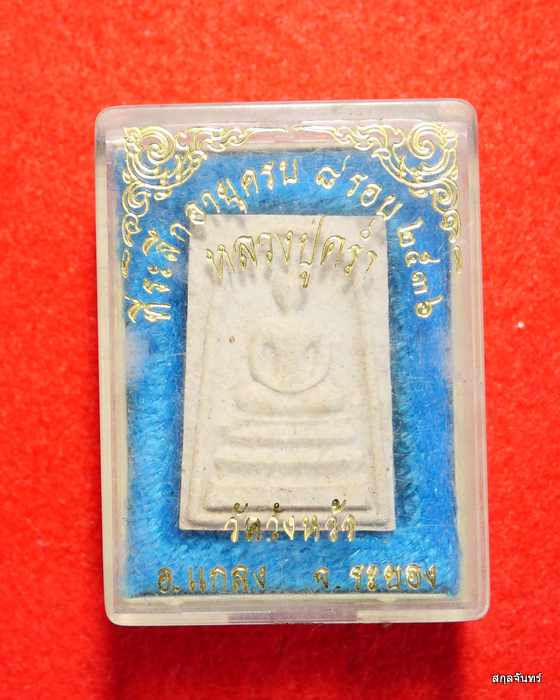 ที่ระลึกอายุครบ ๘ รอบ ๒๕๓๖
หลวงปู่คร่ำ
วัดวังหว้า
อ.แกลง จ.ระยอง
สกุลจันทร์